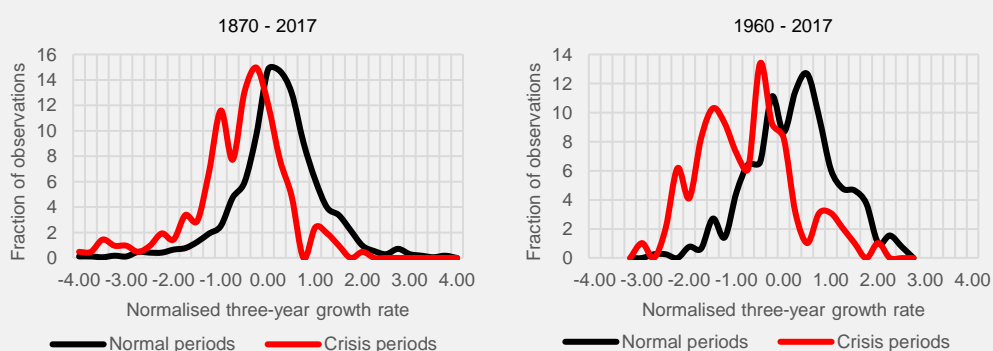 1870 - 2017
Fraction of observations
16
14
12
10
8
6
4
2
0
-4.00 -3.00 -2.00 -1.00 0.00 1.00 2.00 3.00 4.00
Normalised three-year growth rate
Normal periods Crisis periods
1960 - 2017
Fraction of observations
14
12
10
8
6
4
2
0
-4.00 -3.00 -2.00 -1.00 0.00 1.00 2.00 3.00 4.00
Normalised three-year growth rate
Normal periods Crisis periods